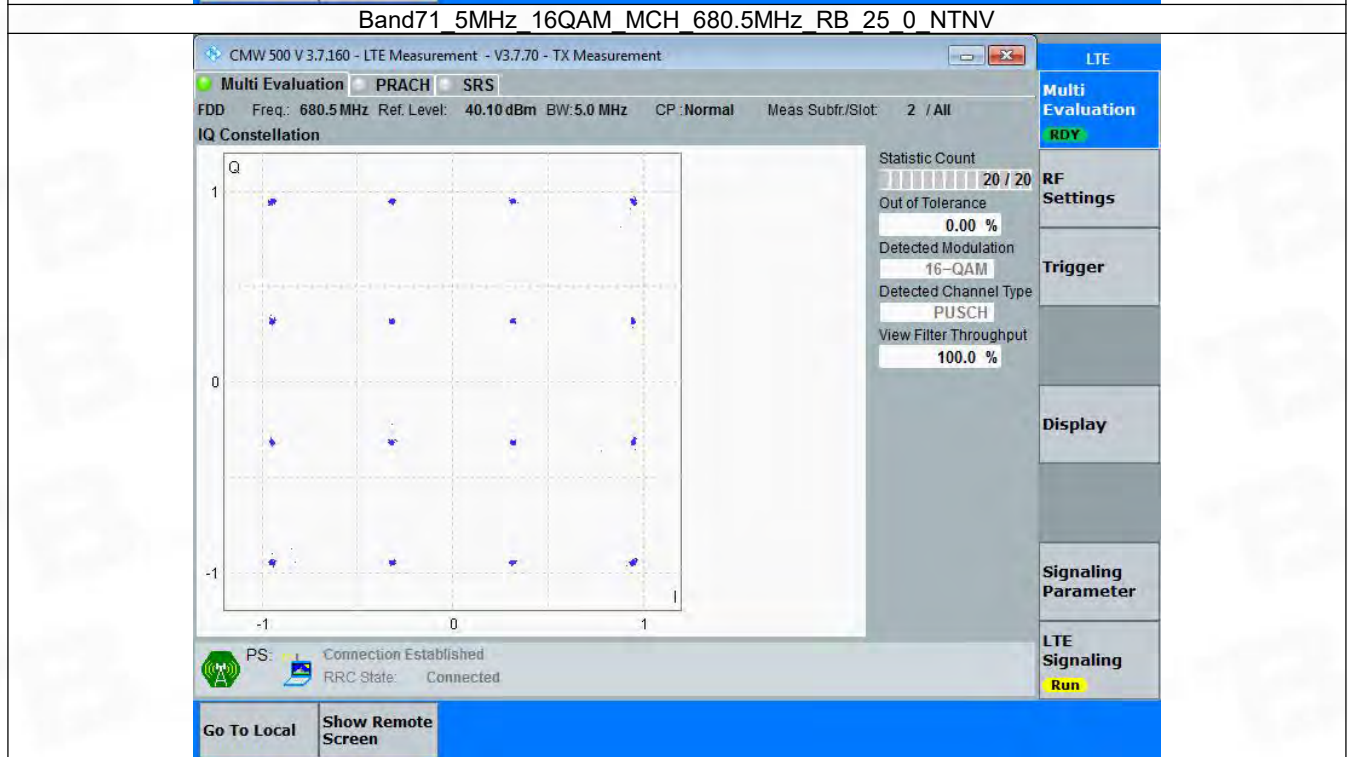 Band71_5MHz_16QAM_MCH_680.5MHz_RB_25_0_NTNV
CMW 500 V 3.7.160 - LTE Measurement - V3.7.70 - TX Measurement
LTE
Multi Evaluation PRACH SRS
Multi
Evaluation
RDY
FDD Freq.: 680.5 MHz Ref. Level: 40.10 dBm BW: 5.0 MHz CP :Normal Meas Subfr./Slot: 2 / All
IQ Constellation
Q
1
0
-1
-1 0 1
I
Statistic Count
20 / 20
Out of Tolerance
0.00 %
Detected Modulation
16-QAM
Detected Channel Type
PUSCH
View Filter Throughput
100.0 %
RF
Settings
Trigger
Display
Signaling
Parameter
LTE
Signaling
Run
PS: Connection Established
RRC State: Connected
Go To Local
Show Remote
Screen